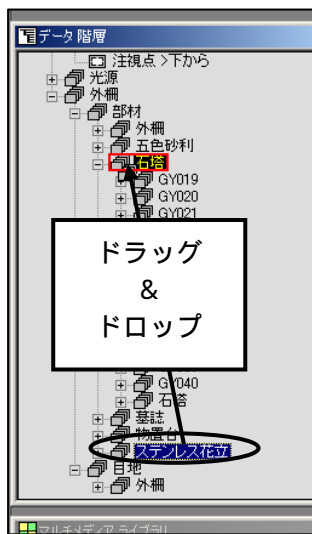 データ階層
注視点 >下から
光源
外柵
部材
外柵
五色砂利
石塔
GY019
GY020
GY021
ドラッグ
&
ドロップ
GY040
石塔
墓誌
物置台
ステンレス花立
目地
外柵
マルチメディア ライブラリ